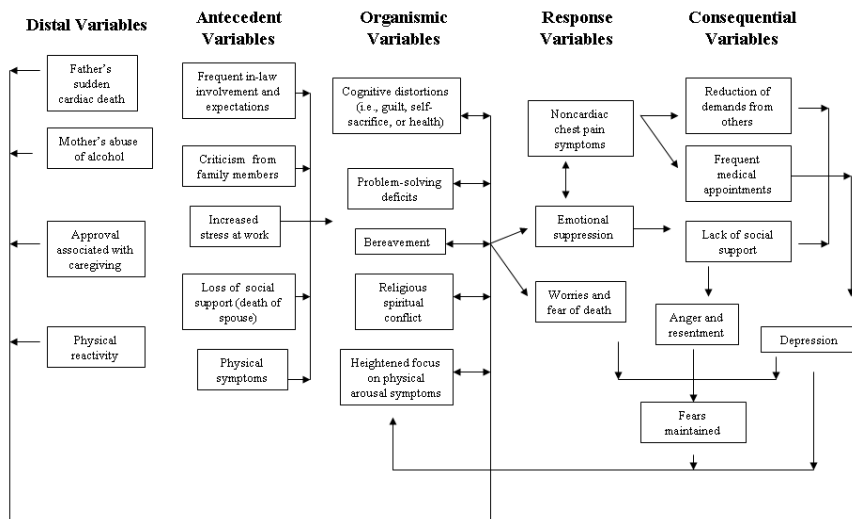 Distal Variables
Father's
sudden
cardiac death
Mother's abuse
of alcohol
Approval
associated with
caregiving
Physical
reactivity
Antecedent
Variables
Frequent in-law
involvement and
expectations
Criticism from
family members
Increased
stress at work
Loss of social
support (death of
spouse)
Physical
symptoms
Organismic
Variables
Cognitive distortions
(i.e., guilt, self-
sacrifice, or health)
Problem-solving
deficits
Bereavement
Religious
spiritual
conflict
Heightened focus
on physical
arousal symptoms
Response
Variables
Noncardiac
chest pain
symptoms
Emotional
suppression
Worries and
fear of death
Consequential
Variables
Reduction of
demands from
others
Frequent
medical
appointments
Lack of social
support
Anger and
resentment
Depression
Fears
maintained